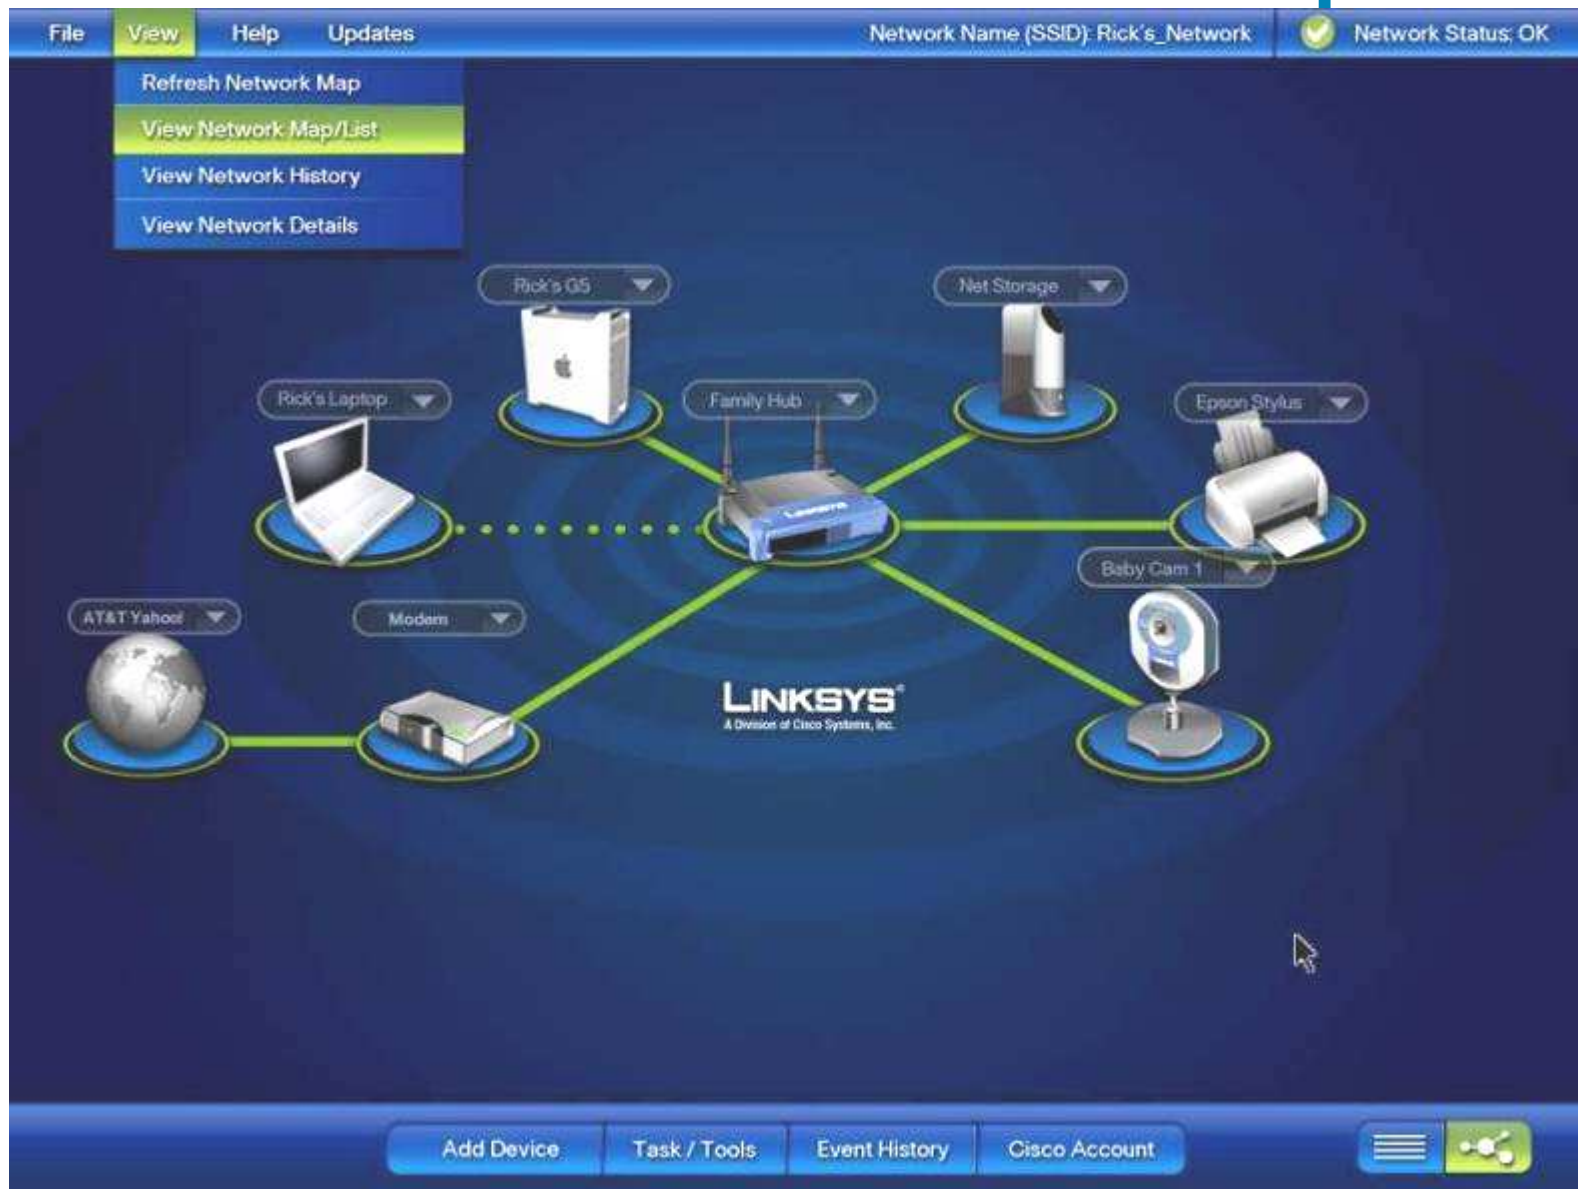 File View Help Updates Network Name (SSID): Rick's_Network Network Status: OK
Refresh Network Map
View Network Map/List
View Network History
View Network Details
Rick's G5
Net Storage
Rick's Laptop
Family Hub
Epson Stylus
LINKSYS
Baby Cam 1
AT&T Yahoo!
Modem
LINKSYS®
A Division of Cisco Systems, Inc.
Add Device Task / Tools Event History Cisco Account